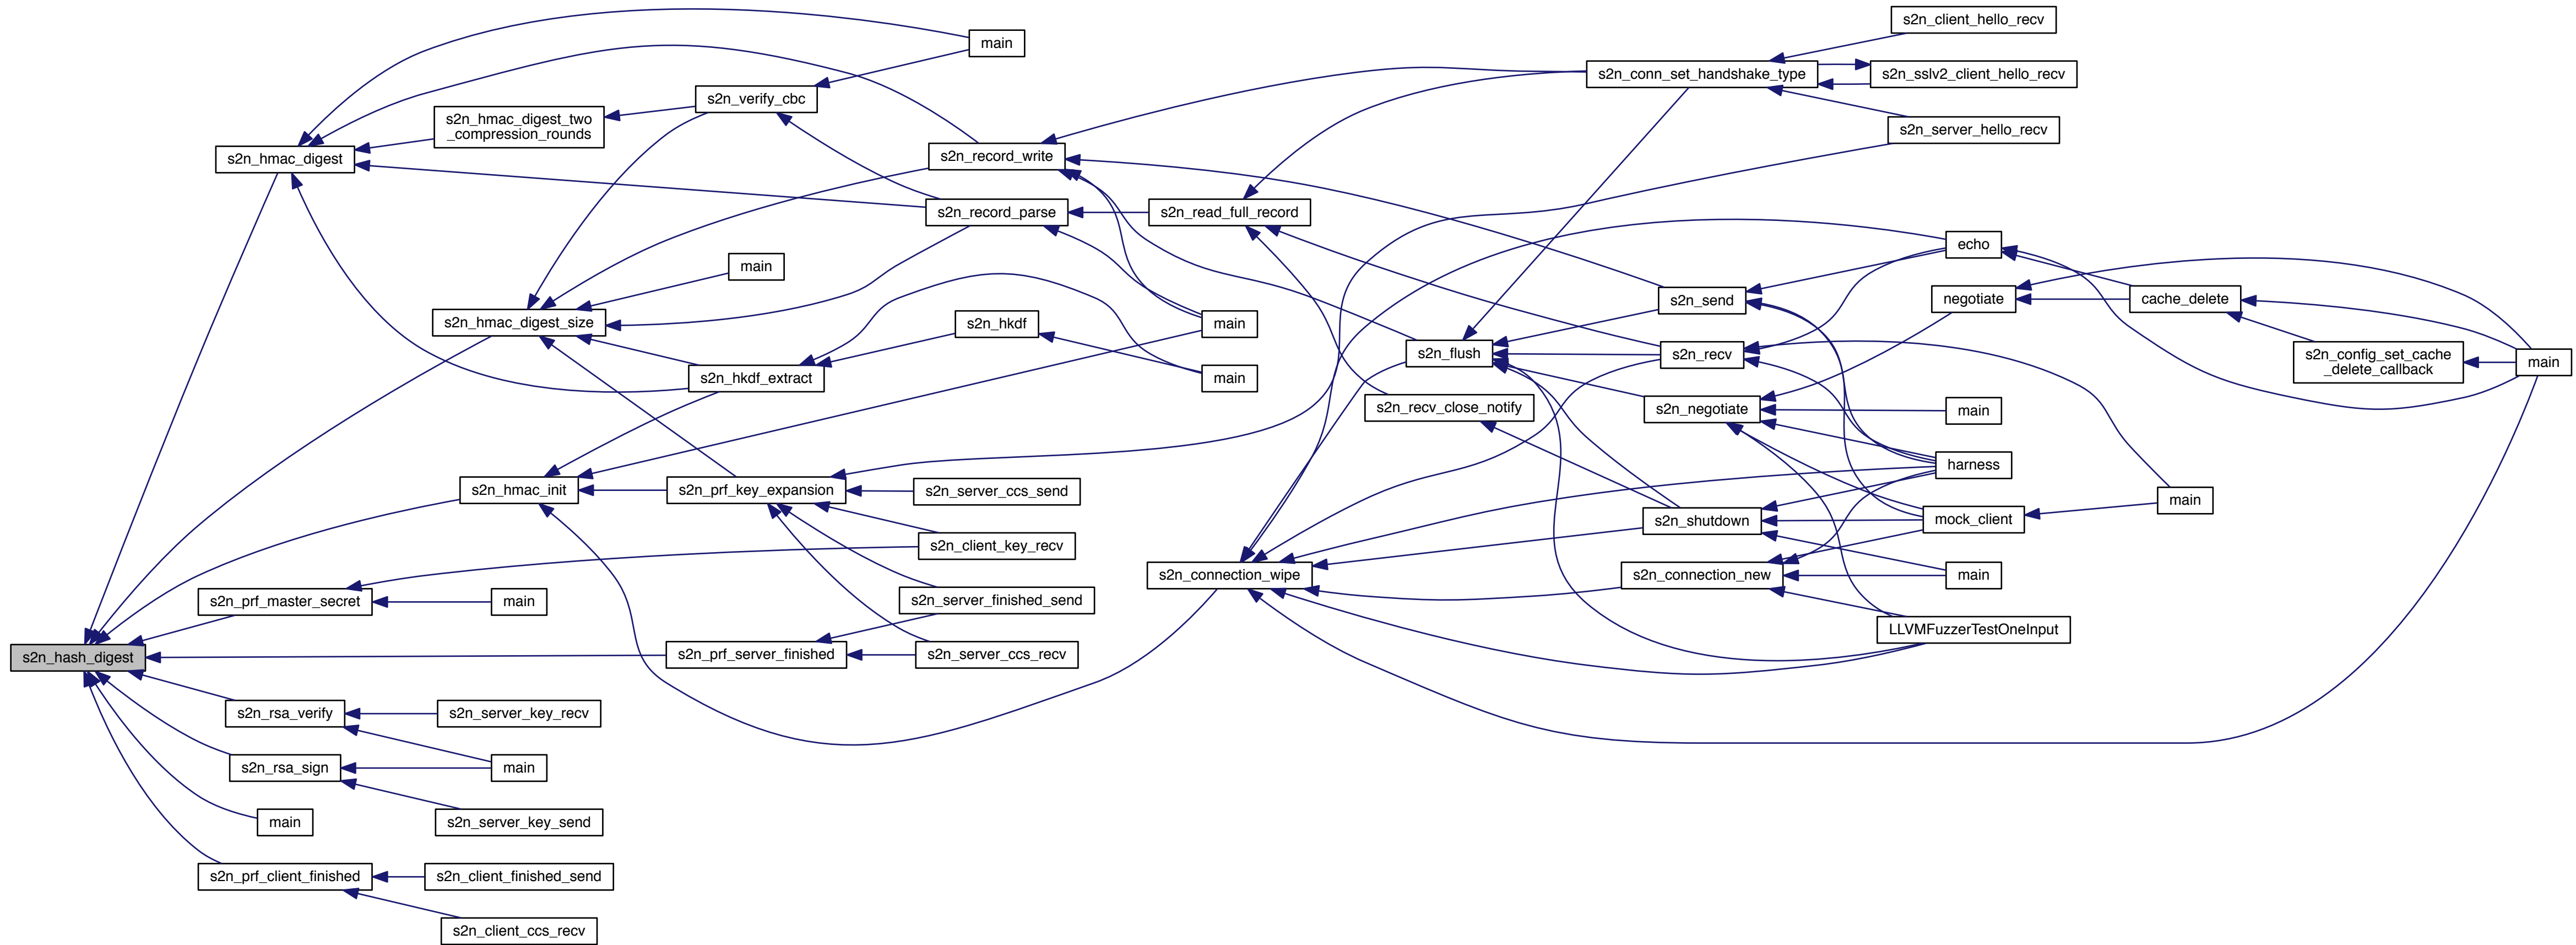 s2n_client_hello_recv
main
s2n_conn_set_handshake_type
s2n_sslv2_client_hello_recv
s2n_verify_cbc
s2n_hmac_digest_two
_compression_rounds
s2n_server_hello_recv
s2n_hmac_digest
s2n_record_write
s2n_record_parse
s2n_read_full_record
echo
main
s2n_send
negotiate
cache_delete
s2n_hmac_digest_size
s2n_hkdf
main
s2n_flush
s2n_recv
s2n_config_set_cache
_delete_callback
main
s2n_hkdf_extract
main
s2n_recv_close_notify
s2n_negotiate
main
harness
s2n_hmac_init
s2n_prf_key_expansion
s2n_server_ccs_send
main
s2n_shutdown
mock_client
s2n_client_key_recv
s2n_connection_wipe
s2n_connection_new
main
s2n_prf_master_secret
main
s2n_server_finished_send
LLVMFuzzerTestOneInput
s2n_hash_digest
s2n_prf_server_finished
s2n_server_ccs_recv
s2n_rsa_verify
s2n_server_key_recv
s2n_rsa_sign
main
main
s2n_server_key_send
s2n_prf_client_finished
s2n_client_finished_send
s2n_client_ccs_recv